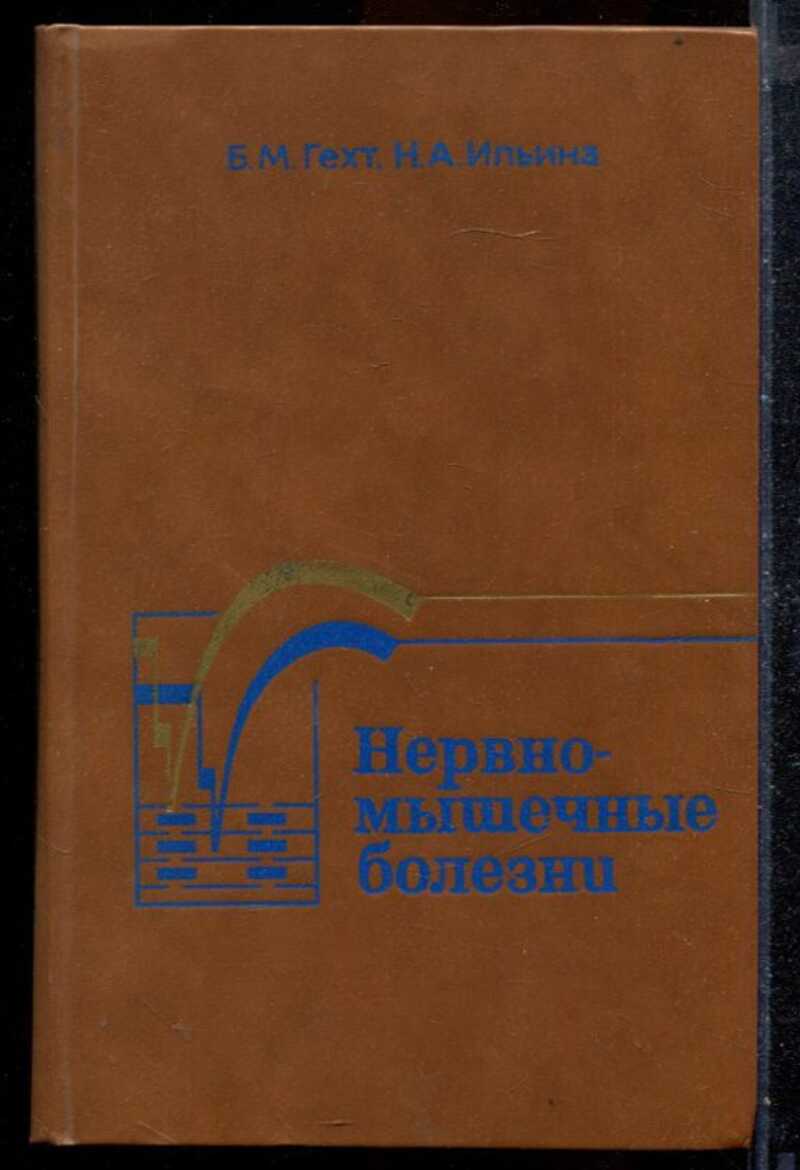 Б.М.Гехт, Н.А.Ильина
Нервно-
мышечные
болезни